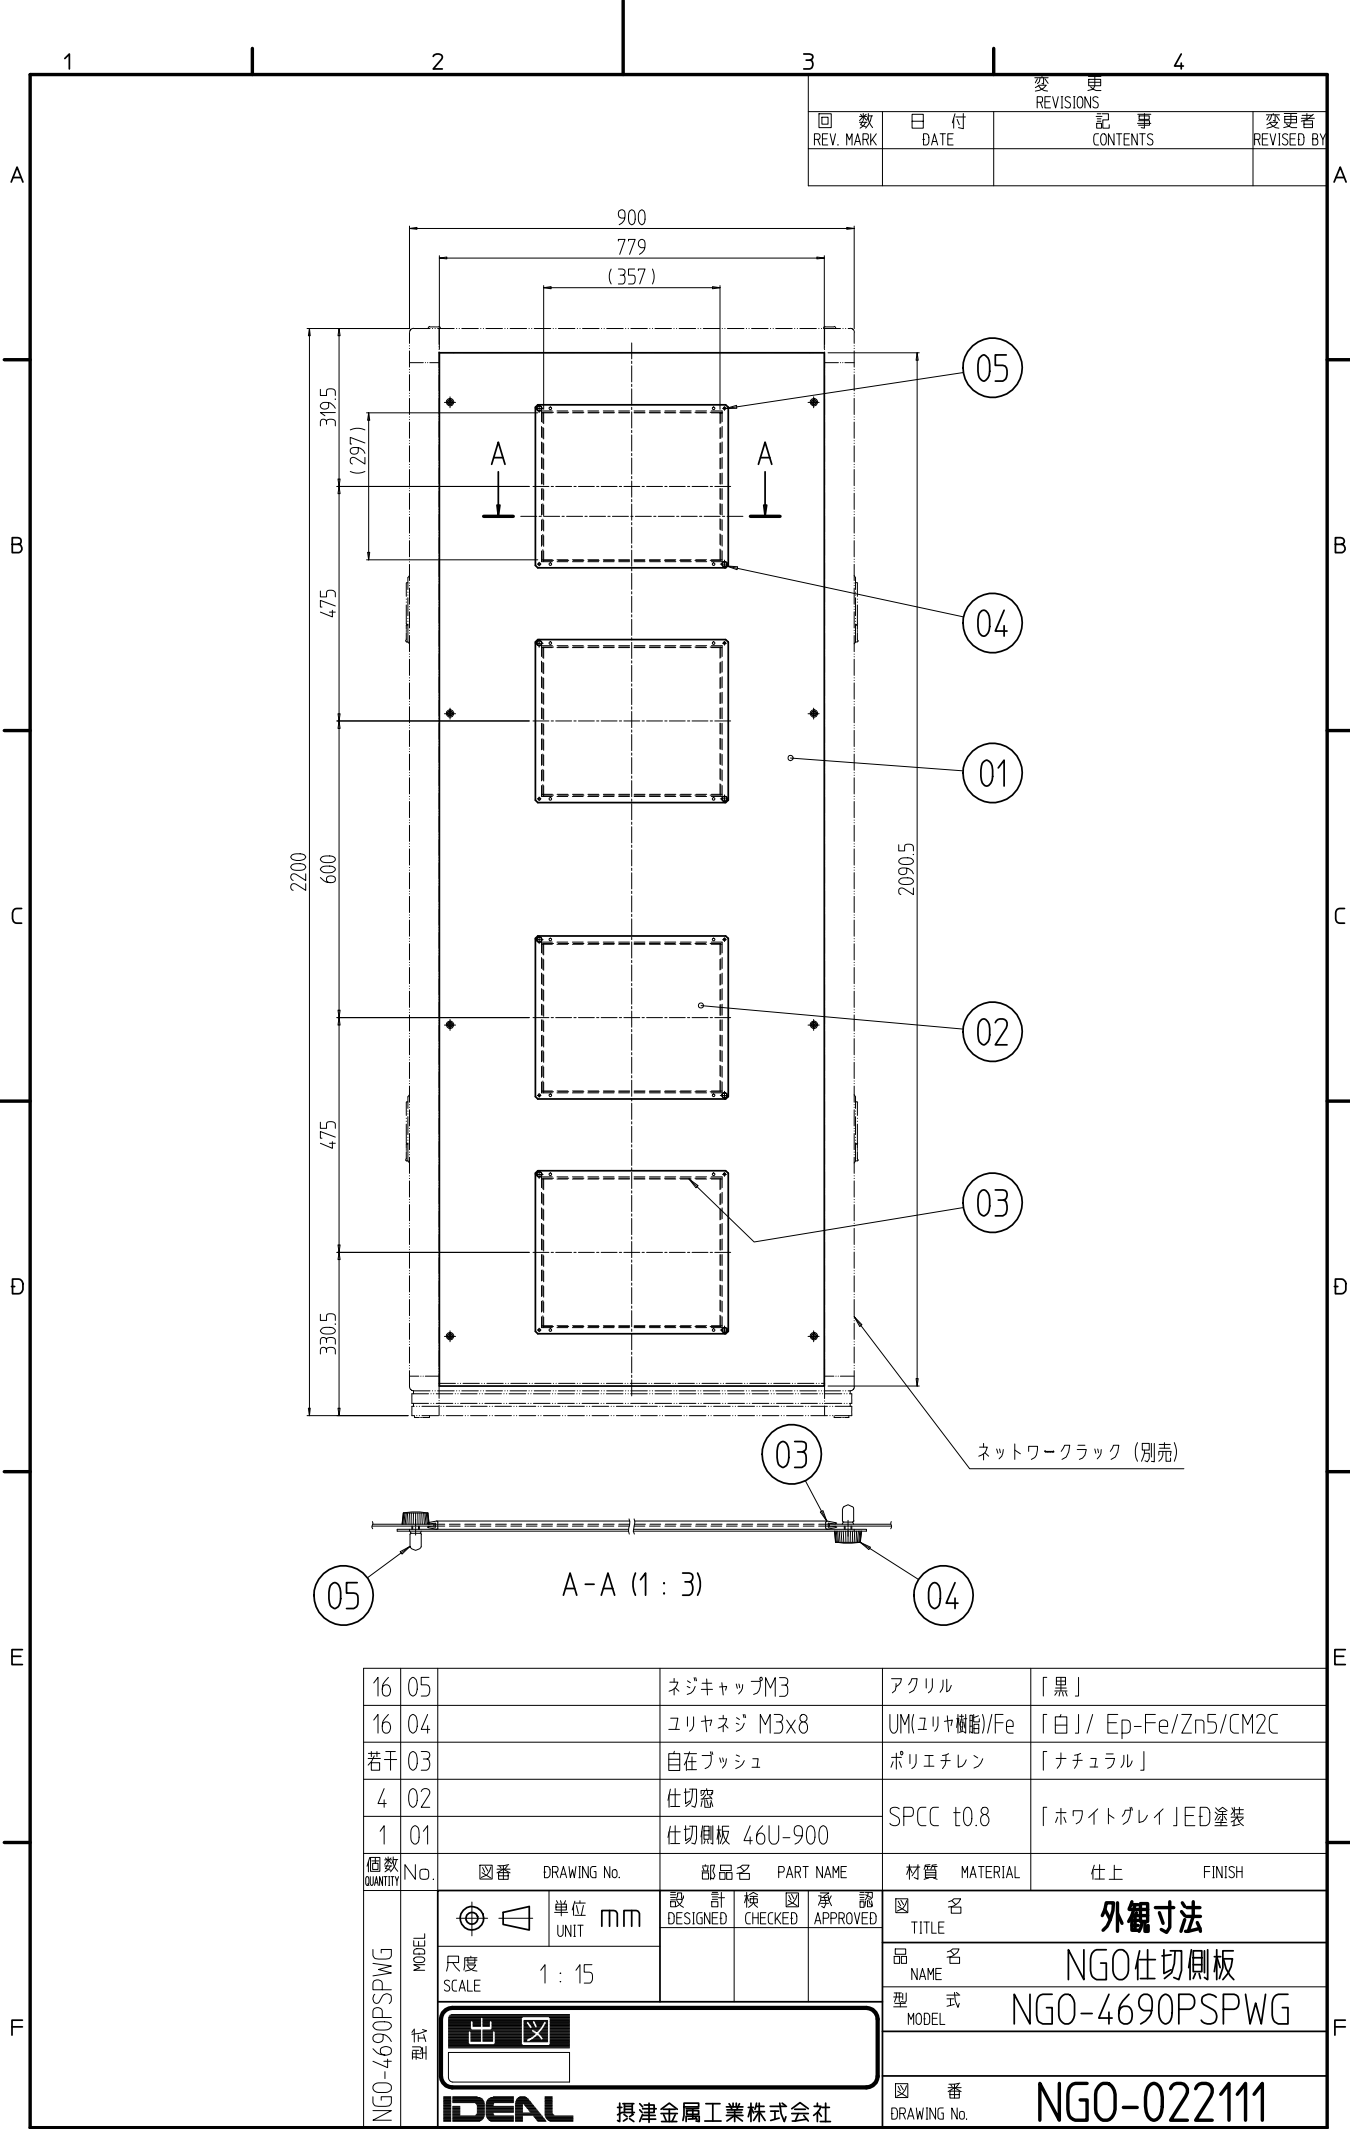 1 2 3 4
変 更
REVISIONS
回 数 日 付 記 事 変更者
REV. MARK DATE CONTENTS REVISED BY
A A
900
779
(357)
05
319.5
(297)
A A
B B
04
475
01
2200
600
2090.5
C C
02
475
03
D D
330.5
ネットワークラック (別売)
03
05
A-A (1 : 3)
04
E E
16 05 ネジキャップM3 アクリル 「黒」
16 04 ユリヤネジ M3x8 UM(ユリヤ樹脂)/Fe 「白」/ Ep-Fe/Zn5/CM2C
若干 03 自在ブッシュ ポリエチレン 「ナチュラル」
4 02 仕切窓
SPCC t0.8 「ホワイトグレイ」ED塗装
1 01 仕切側板 46U-900
個数 No. 図番 DRAWING No. 部品名 PART NAME 材質 MATERIAL 仕上 FINISH
QUANTITY
NGO-4690PSPWG
MODEL
型式
単位 mm
UNIT
設 計 検 図 承 認
DESIGNED CHECKED APPROVED
尺度
SCALE 1 : 15
図 名
TITLE 外観寸法
品 名
NAME NGO仕切側板
型 式
MODEL NGO-4690PSPWG
F F
出 図
IDEAL 摂津金属工業株式会社
図 番
DRAWING No. NGO-022111